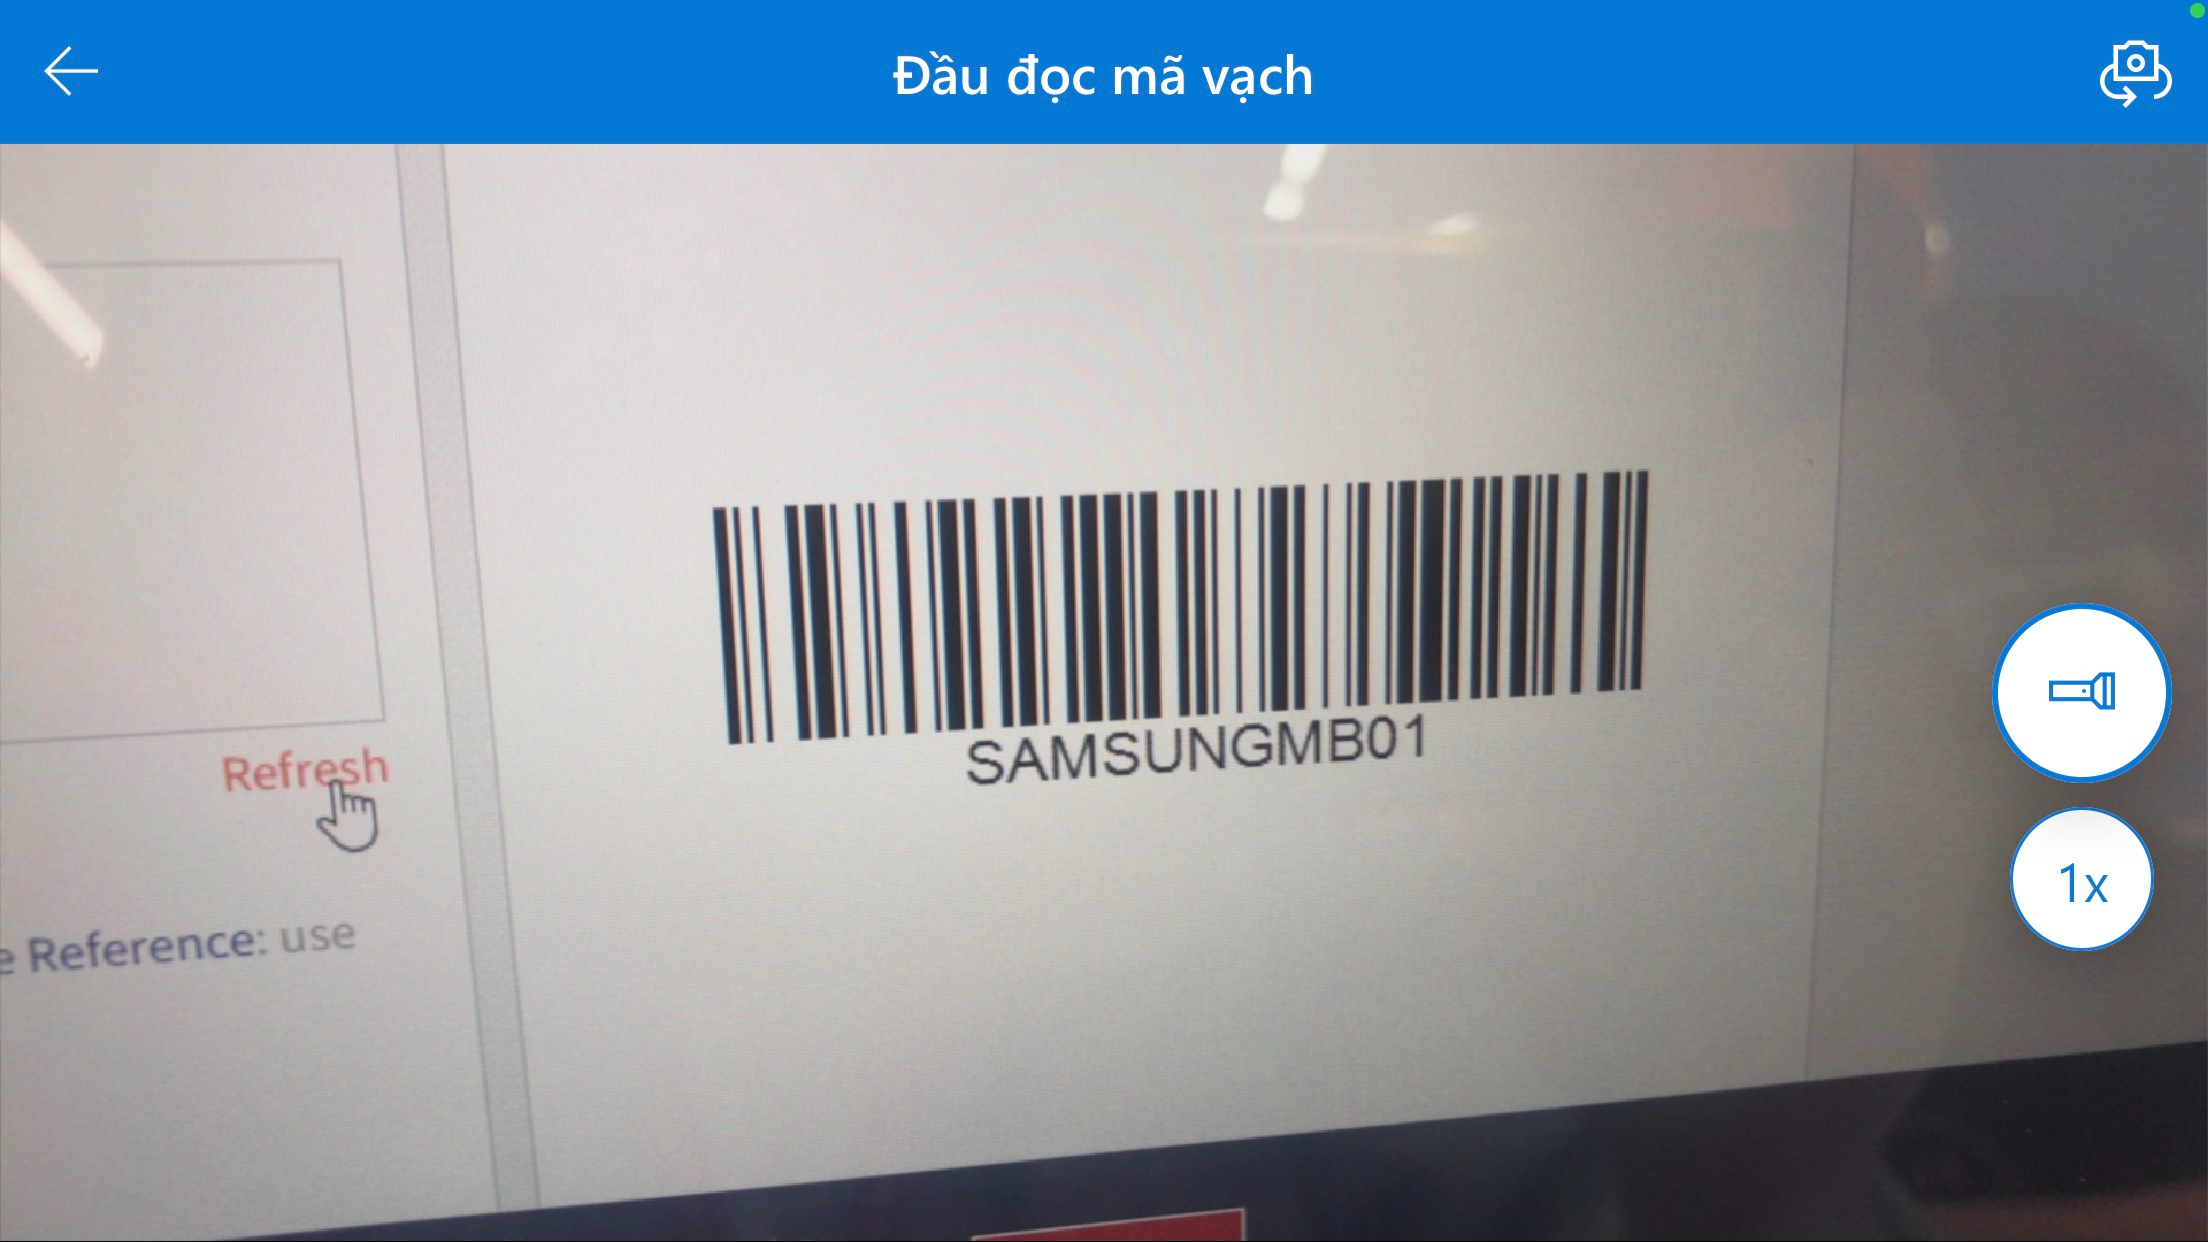 Đầu đọc mã vạch
SAMSUNGMB01
Refresh
e Reference: use
1x